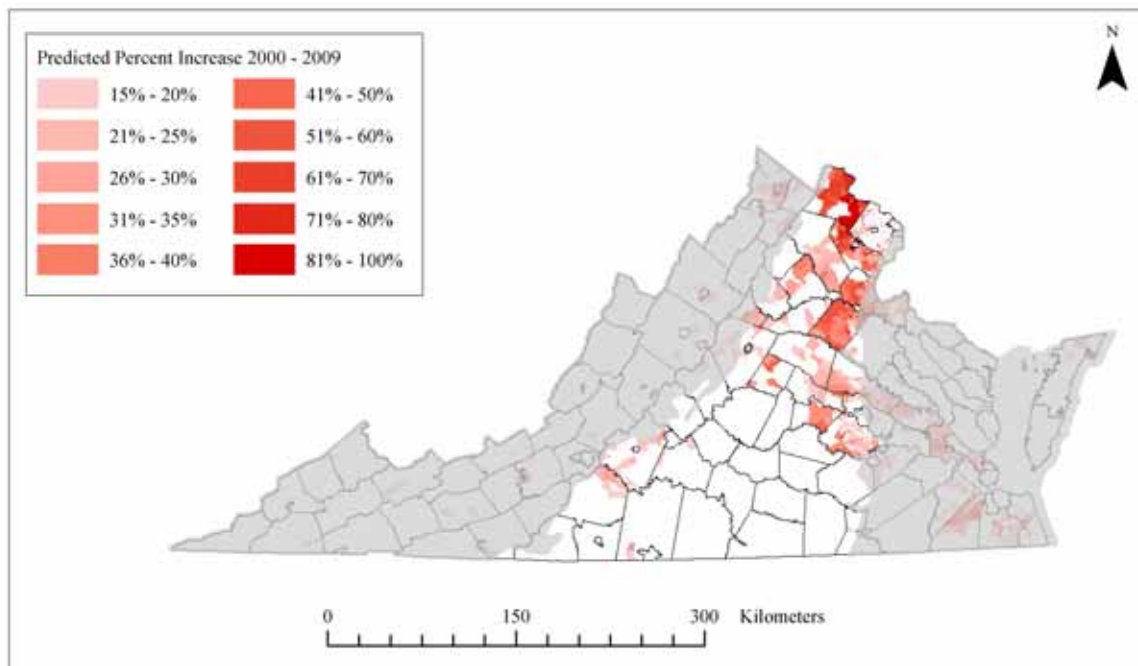 Predicted Percent Increase 2000 - 2009
15% - 20%
21% - 25%
26% - 30%
31% - 35%
36% - 40%
41% - 50%
51% - 60%
61% - 70%
71% - 80%
81% - 100%
N
0 150 300 Kilometers